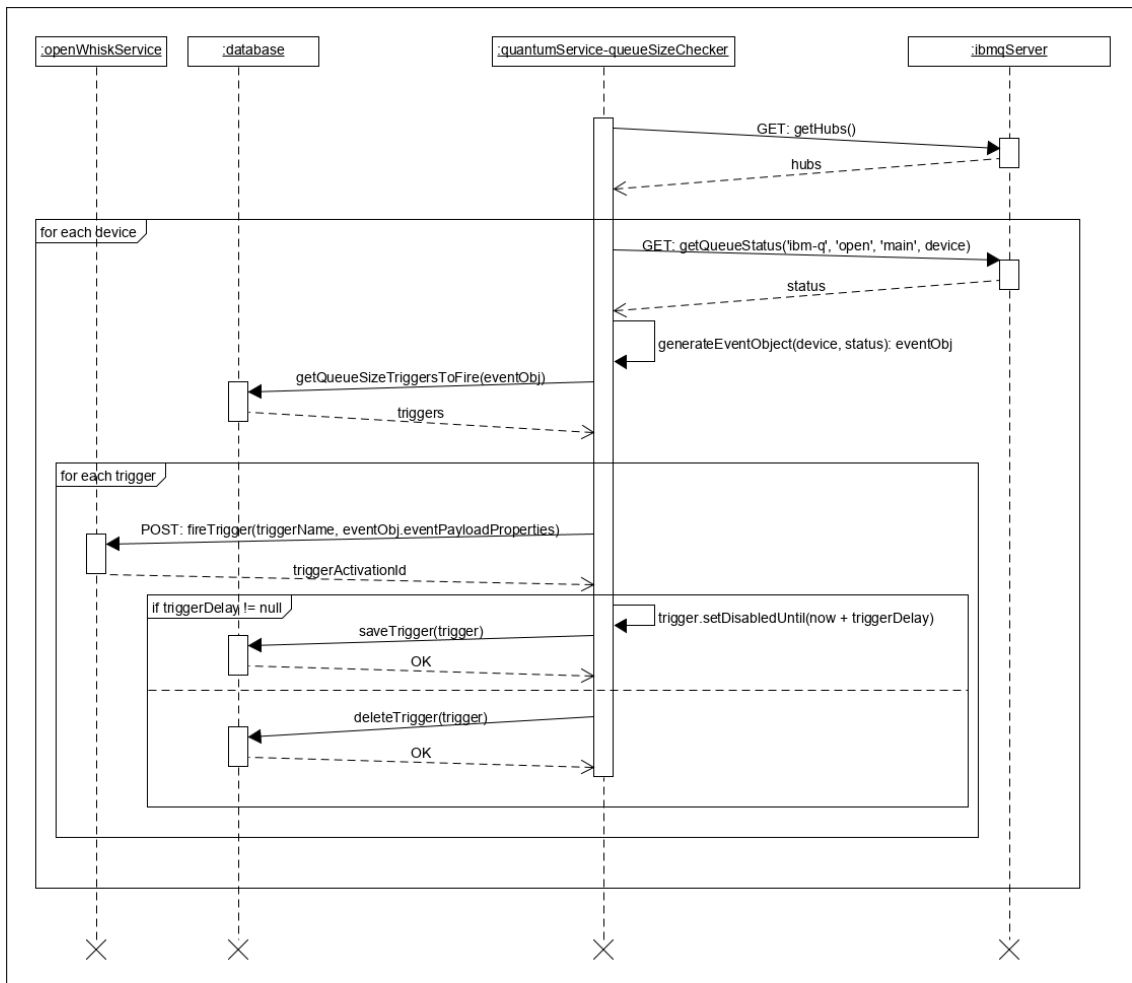 :openWhiskService
:database
:quantumService-queueSizeChecker
:ibmqServer
GET: getHubs()
hubs
for each device
GET: getQueueStatus('ibm-q', 'open', 'main', device)
status
generateEventObject(device, status): eventObj
getQueueSizeTriggersToFire(eventObj)
triggers
for each trigger
POST: fireTrigger(triggerName, eventObj.eventPayloadProperties)
triggerActivationId
if triggerDelay != null
trigger.setDisabledUntil(now + triggerDelay)
saveTrigger(trigger)
OK
deleteTrigger(trigger)
OK